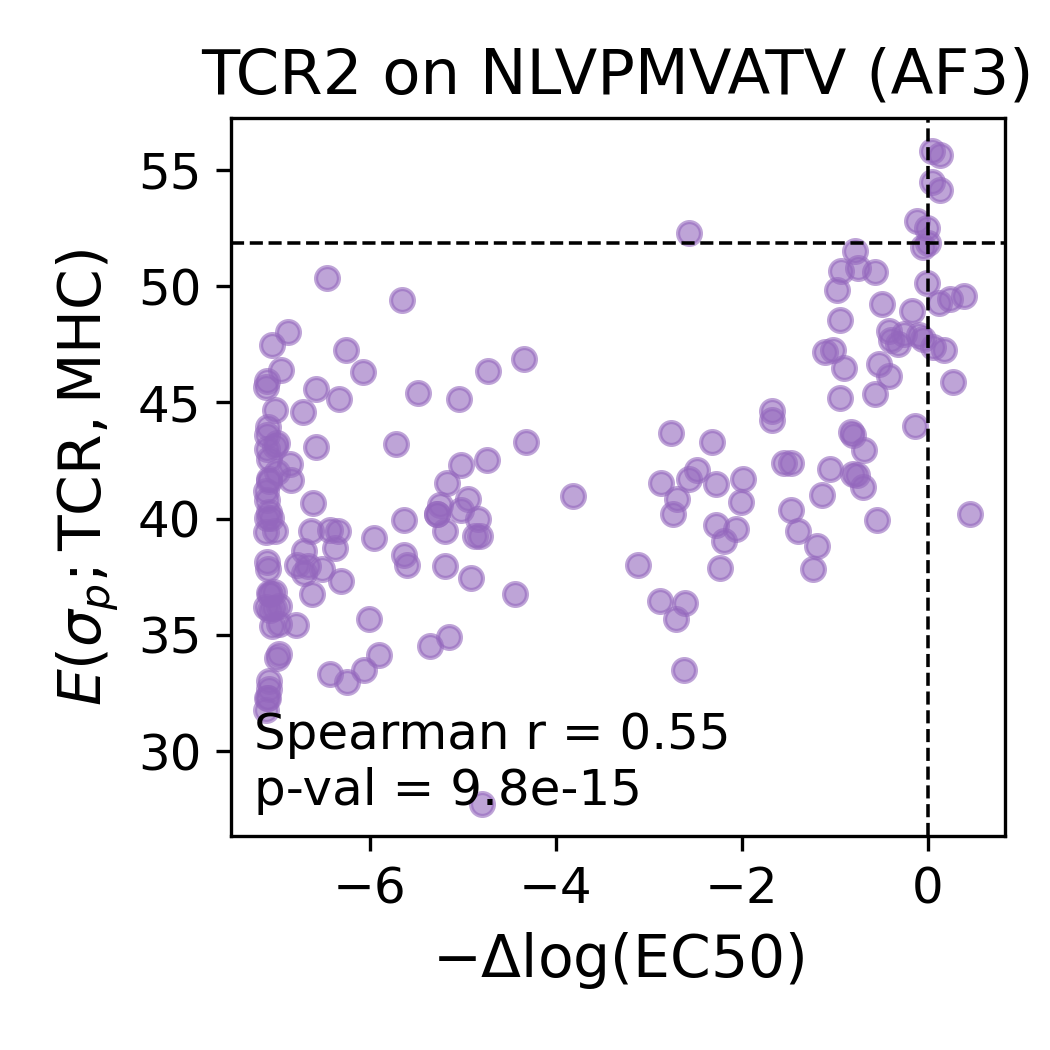 TCR2 on NLVPMVATV (AF3)
E(σₚ; TCR, MHC)
55
50
45
40
35
30
Spearman r = 0.55
p-val = 9.8e-15
−6
−4
−2
0
−Δlog(EC50)